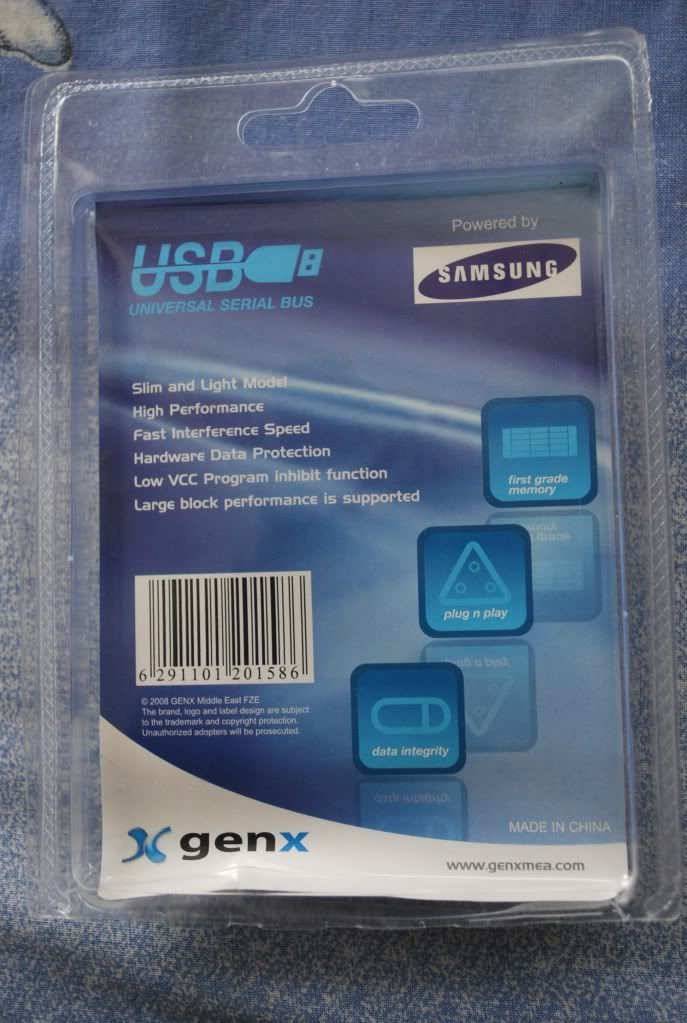 Powered by
SAMSUNG
USB
UNIVERSAL SERIAL BUS
Slim and Light Model
High Performance
Fast Interference Speed
Hardware Data Protection
Low VCC Program inhibit function
Large block performance is supported
first grade
memory
plug n play
data integrity
6 291101 201586
© 2008 GENX Middle East FZE
The brand, logo and label design are subject
to the trademark and copyright protection.
Unauthorized adopters will be prosecuted.
MADE IN CHINA
genx
www.genxmea.com